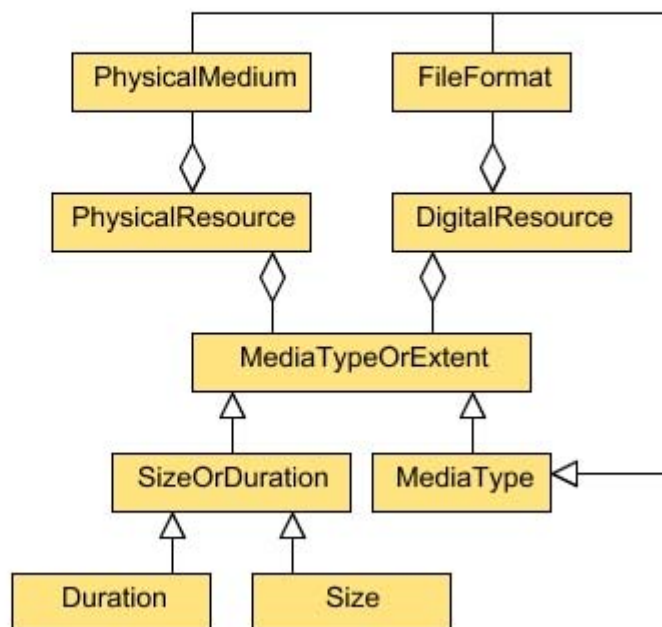 PhysicalMedium
FileFormat
PhysicalResource
DigitalResource
MediaTypeOrExtent
SizeOrDuration
MediaType
Duration
Size